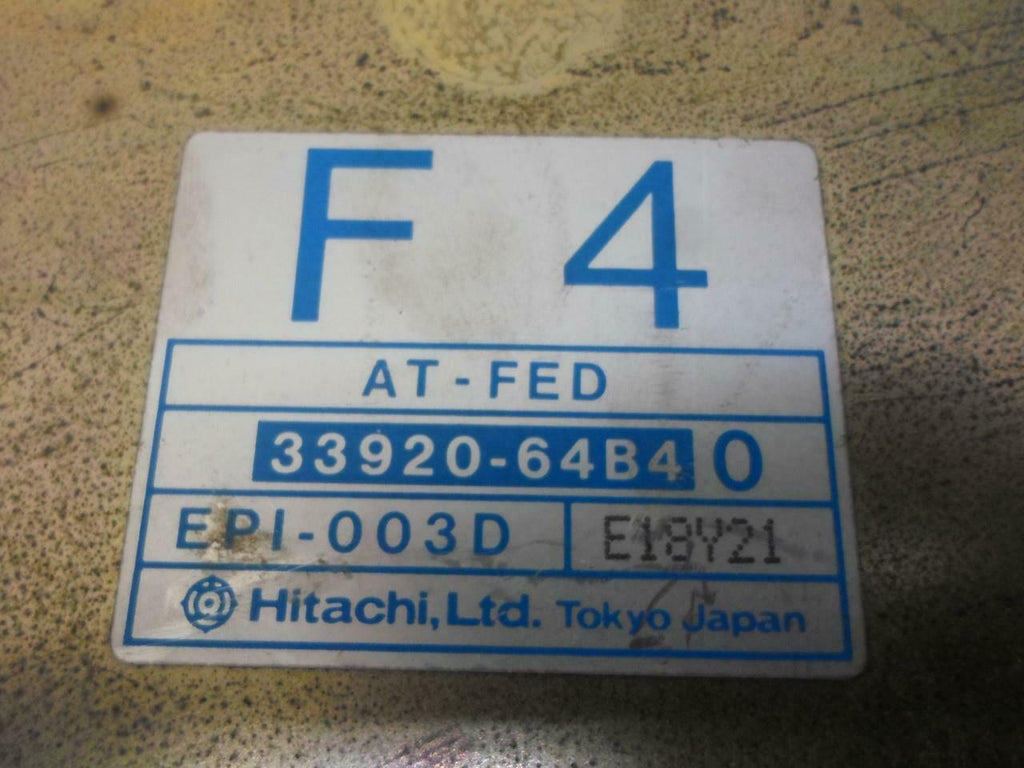 F 4
AT-FED
33920-64B4 0
EPI-003D E18Y21
Hitachi, Ltd. Tokyo Japan